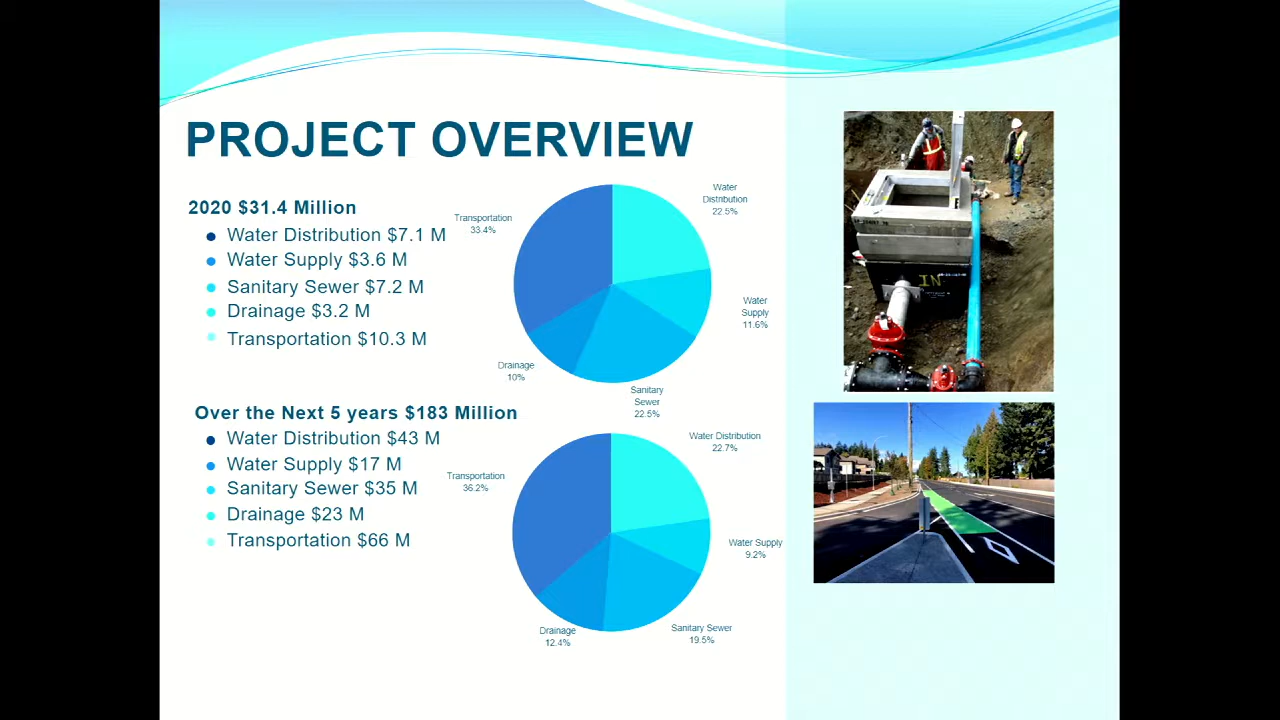 PROJECT OVERVIEW
2020 $31.4 Million
Water Distribution $7.1 M
Water Supply $3.6 M
Sanitary Sewer $7.2 M
Drainage $3.2 M
Transportation $10.3 M
Water
Distribution
22.5%
Water
Supply
11.6%
Sanitary
Sewer
22.5%
Drainage
10%
Transportation
33.4%
Over the Next 5 years $183 Million
Water Distribution $43 M
Water Supply $17 M
Sanitary Sewer $35 M
Drainage $23 M
Transportation $66 M
Water Distribution
22.7%
Water Supply
9.2%
Sanitary Sewer
19.5%
Drainage
12.4%
Transportation
36.2%
IN